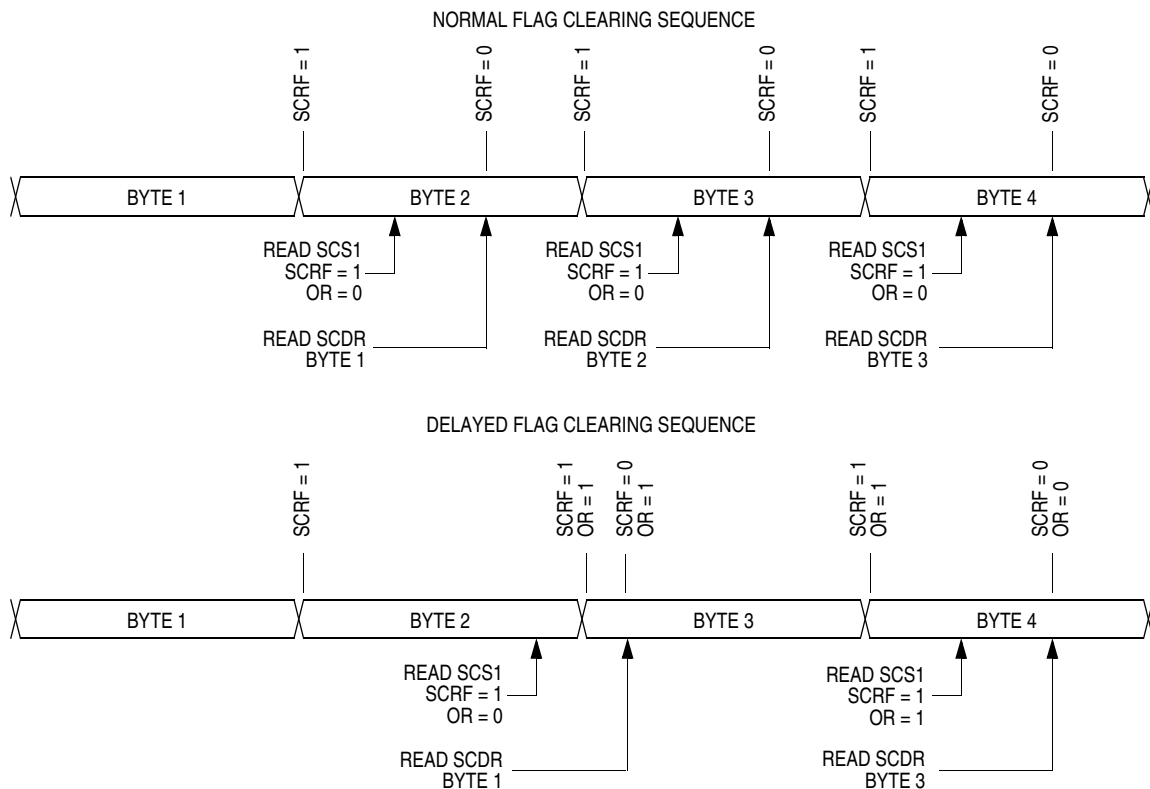 NORMAL FLAG CLEARING SEQUENCE
SCRF = 1
SCRF = 0
SCRF = 1
SCRF = 0
SCRF = 1
SCRF = 0
BYTE 1
BYTE 2
BYTE 3
BYTE 4
READ SCS1
SCRF = 1
OR = 0
READ SCS1
SCRF = 1
OR = 0
READ SCS1
SCRF = 1
OR = 0
READ SCDR
BYTE 1
READ SCDR
BYTE 2
READ SCDR
BYTE 3
DELAYED FLAG CLEARING SEQUENCE
SCRF = 1
SCRF = 1
OR = 1
SCRF = 0
OR = 1
SCRF = 1
OR = 1
SCRF = 0
OR = 0
BYTE 1
BYTE 2
BYTE 3
BYTE 4
READ SCS1
SCRF = 1
OR = 0
READ SCS1
SCRF = 1
OR = 1
READ SCDR
BYTE 1
READ SCDR
BYTE 3